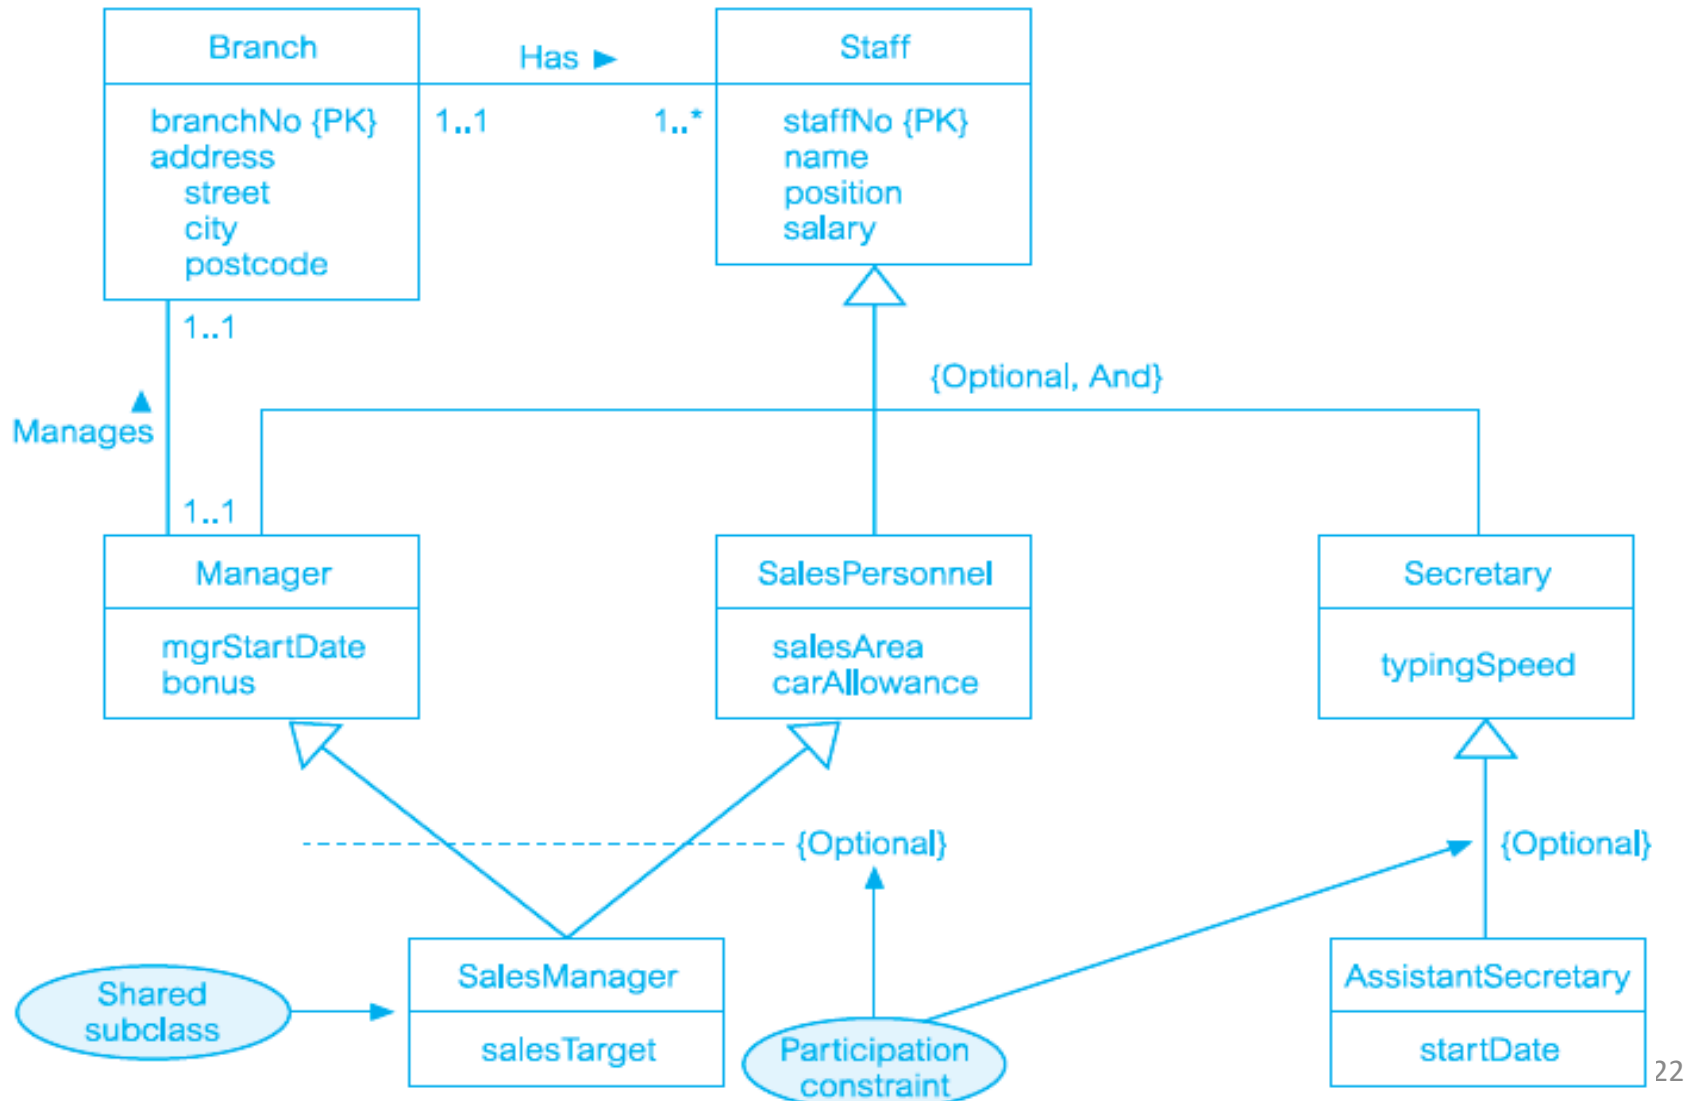 Branch
Has ►
Staff
branchNo {PK}
address
street
city
postcode
1..1
1..*
staffNo {PK}
name
position
salary
1..1
{Optional, And}
▲
Manages
1..1
Manager
mgrStartDate
bonus
SalesPersonnel
salesArea
carAllowance
Secretary
typingSpeed
{Optional}
{Optional}
Shared
subclass
SalesManager
salesTarget
Participation
constraint
AssistantSecretary
startDate
22